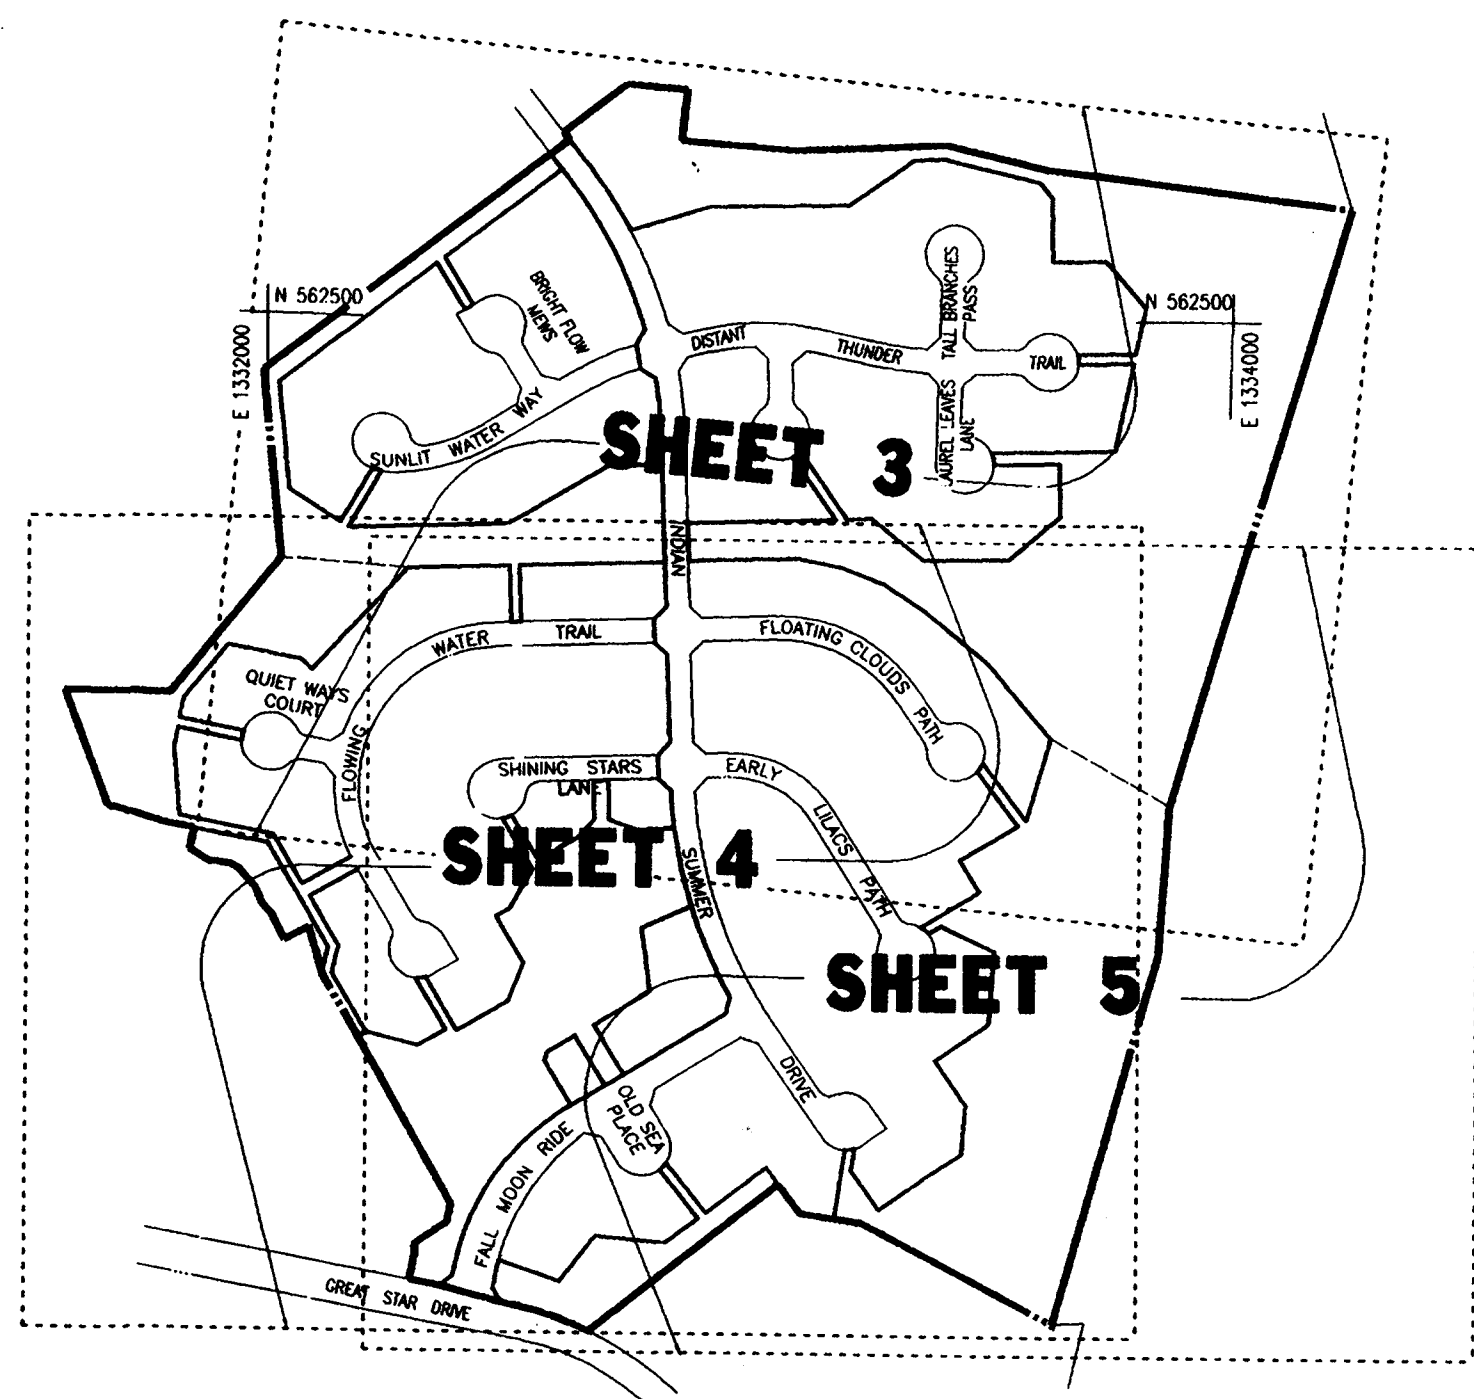 BRIGHT FLOW
MEWS
TALL BRANCHES
PASS
N 562500
N 562500
E 1332000
E 1334000
DISTANT THUNDER TRAIL
SUNLIT WATER WAY
LAUREL LEAVES
LANE
SHEET 3
INDIAN SUMMER DRIVE
FLOWING WATER TRAIL
FLOATING CLOUDS PATH
QUIET WAYS
COURT
SHINING STARS
LANE
EARLY LILACS PATH
SHEET 4
SHEET 5
OLD SEA
PLACE
FALL MOON RIDE
GREAT STAR DRIVE